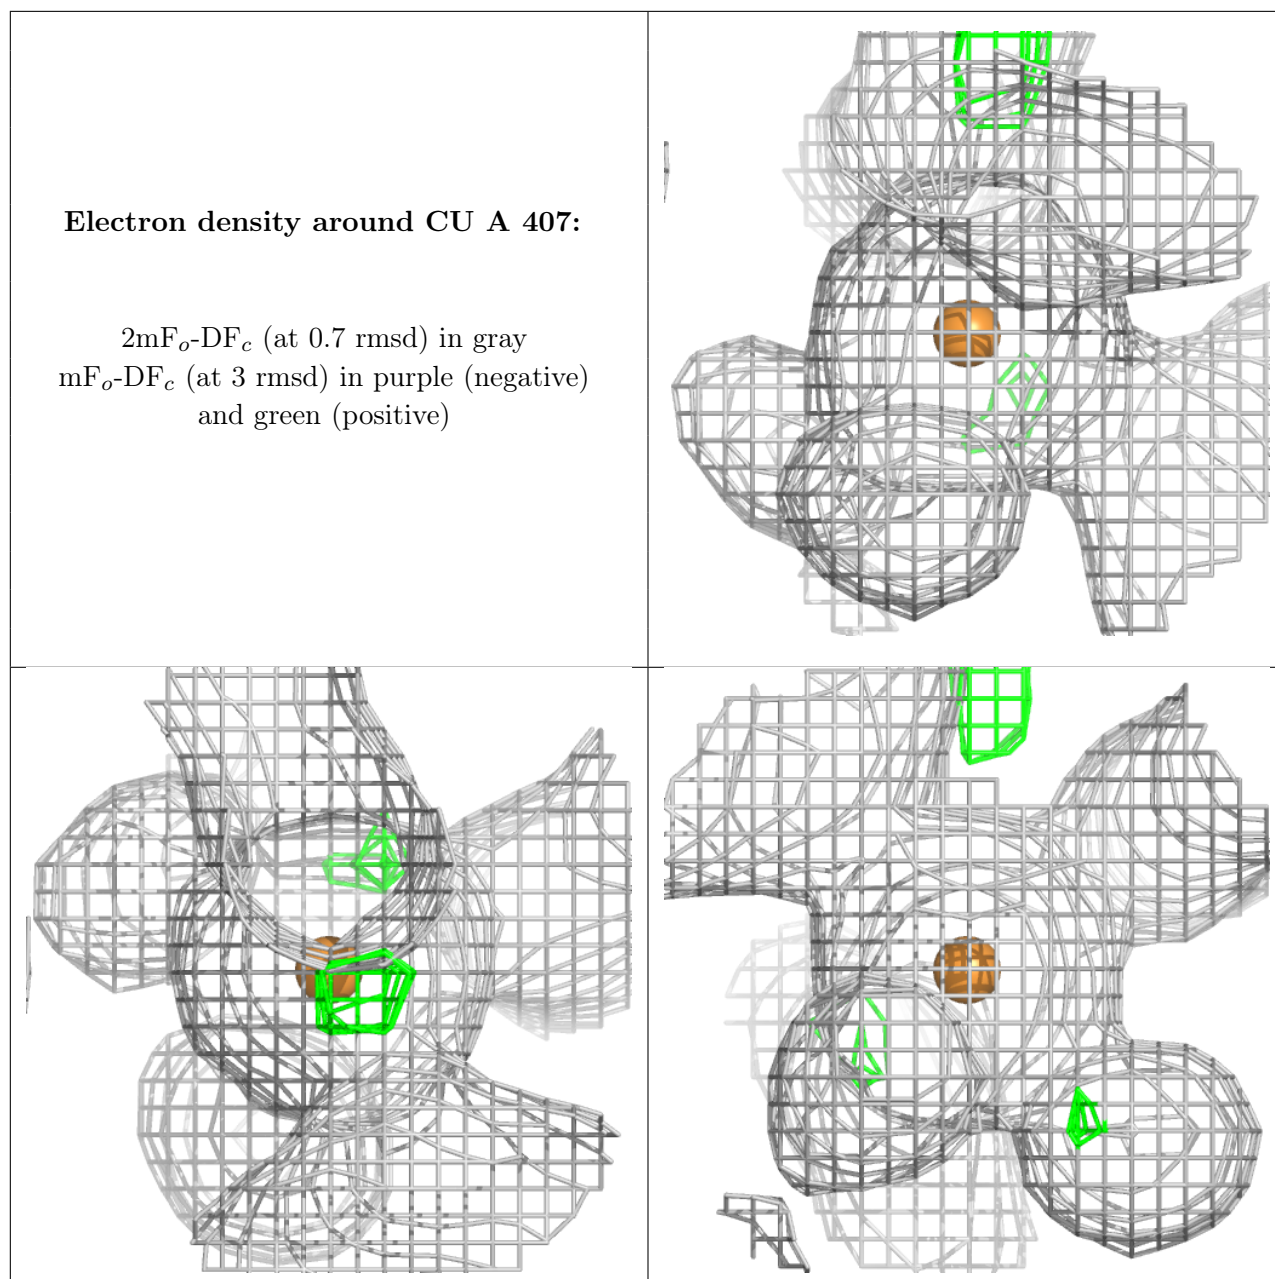 Electron density around CU A 407:
2mFₒ-DF𝑐 (at 0.7 rmsd) in gray
mFₒ-DF𝑐 (at 3 rmsd) in purple (negative)
and green (positive)